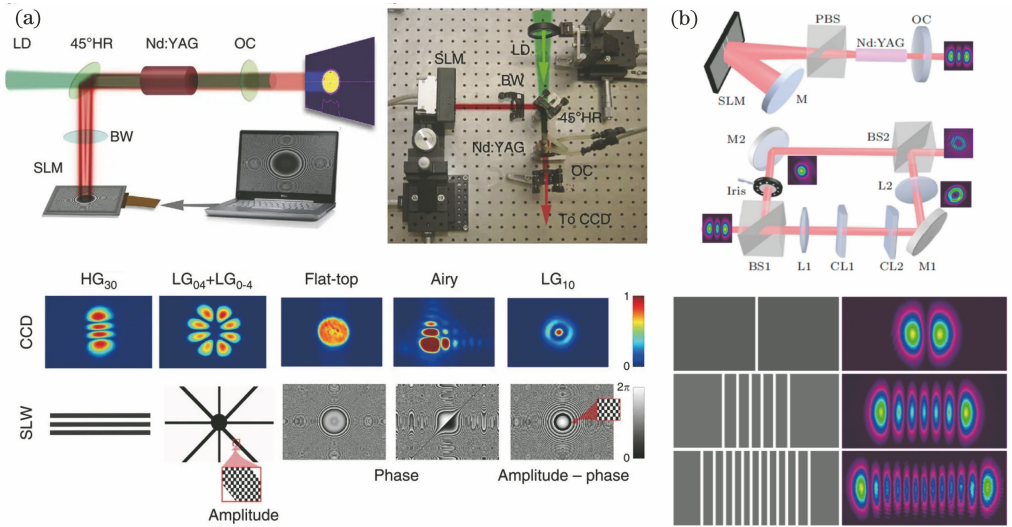 (a)
LD
45°HR
Nd:YAG
OC
BW
SLM
LD
SLM
BW
45°HR
Nd:YAG
OC
To CCD
HG30
LG04+LG0-4
Flat-top
Airy
LG10
CCD
1
0
SLW
2π
0
Phase
Amplitude – phase
Amplitude
(b)
PBS
Nd:YAG
OC
SLM
M
M2
BS2
Iris
L2
BS1
L1
CL1
CL2
M1